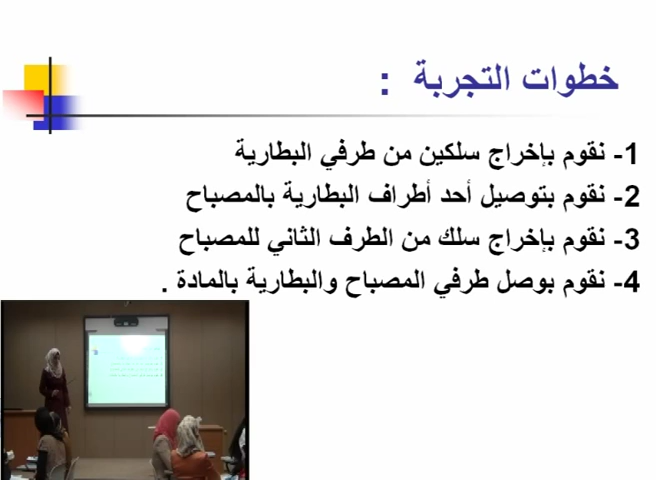 خطوات التجربة :
1- نقوم بإخراج سلكين من طرفي البطارية
2- نقوم بتوصيل أحد أطراف البطارية بالمصباح
3- نقوم بإخراج سلك من الطرف الثاني للمصباح
4- نقوم بوصل طرفي المصباح والبطارية بالمادة .